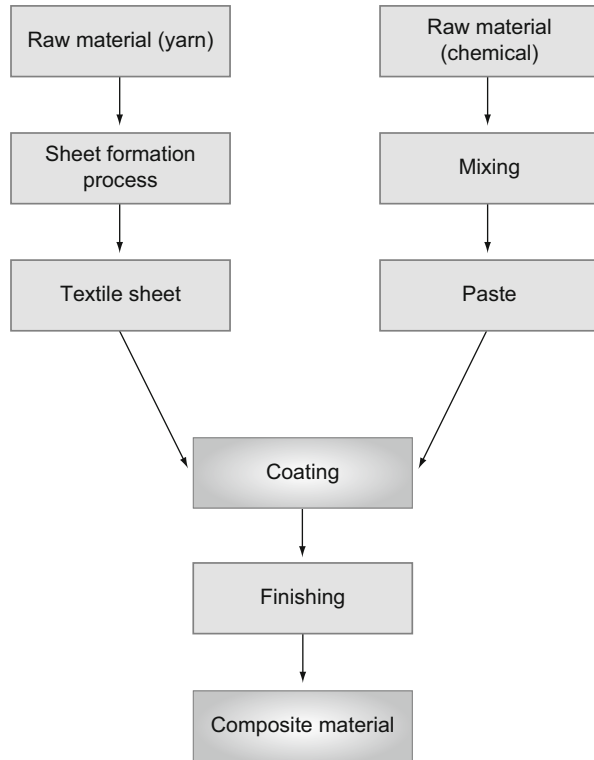 Raw material (yarn)
Raw material
(chemical)
Sheet formation
process
Mixing
Textile sheet
Paste
Coating
Finishing
Composite material